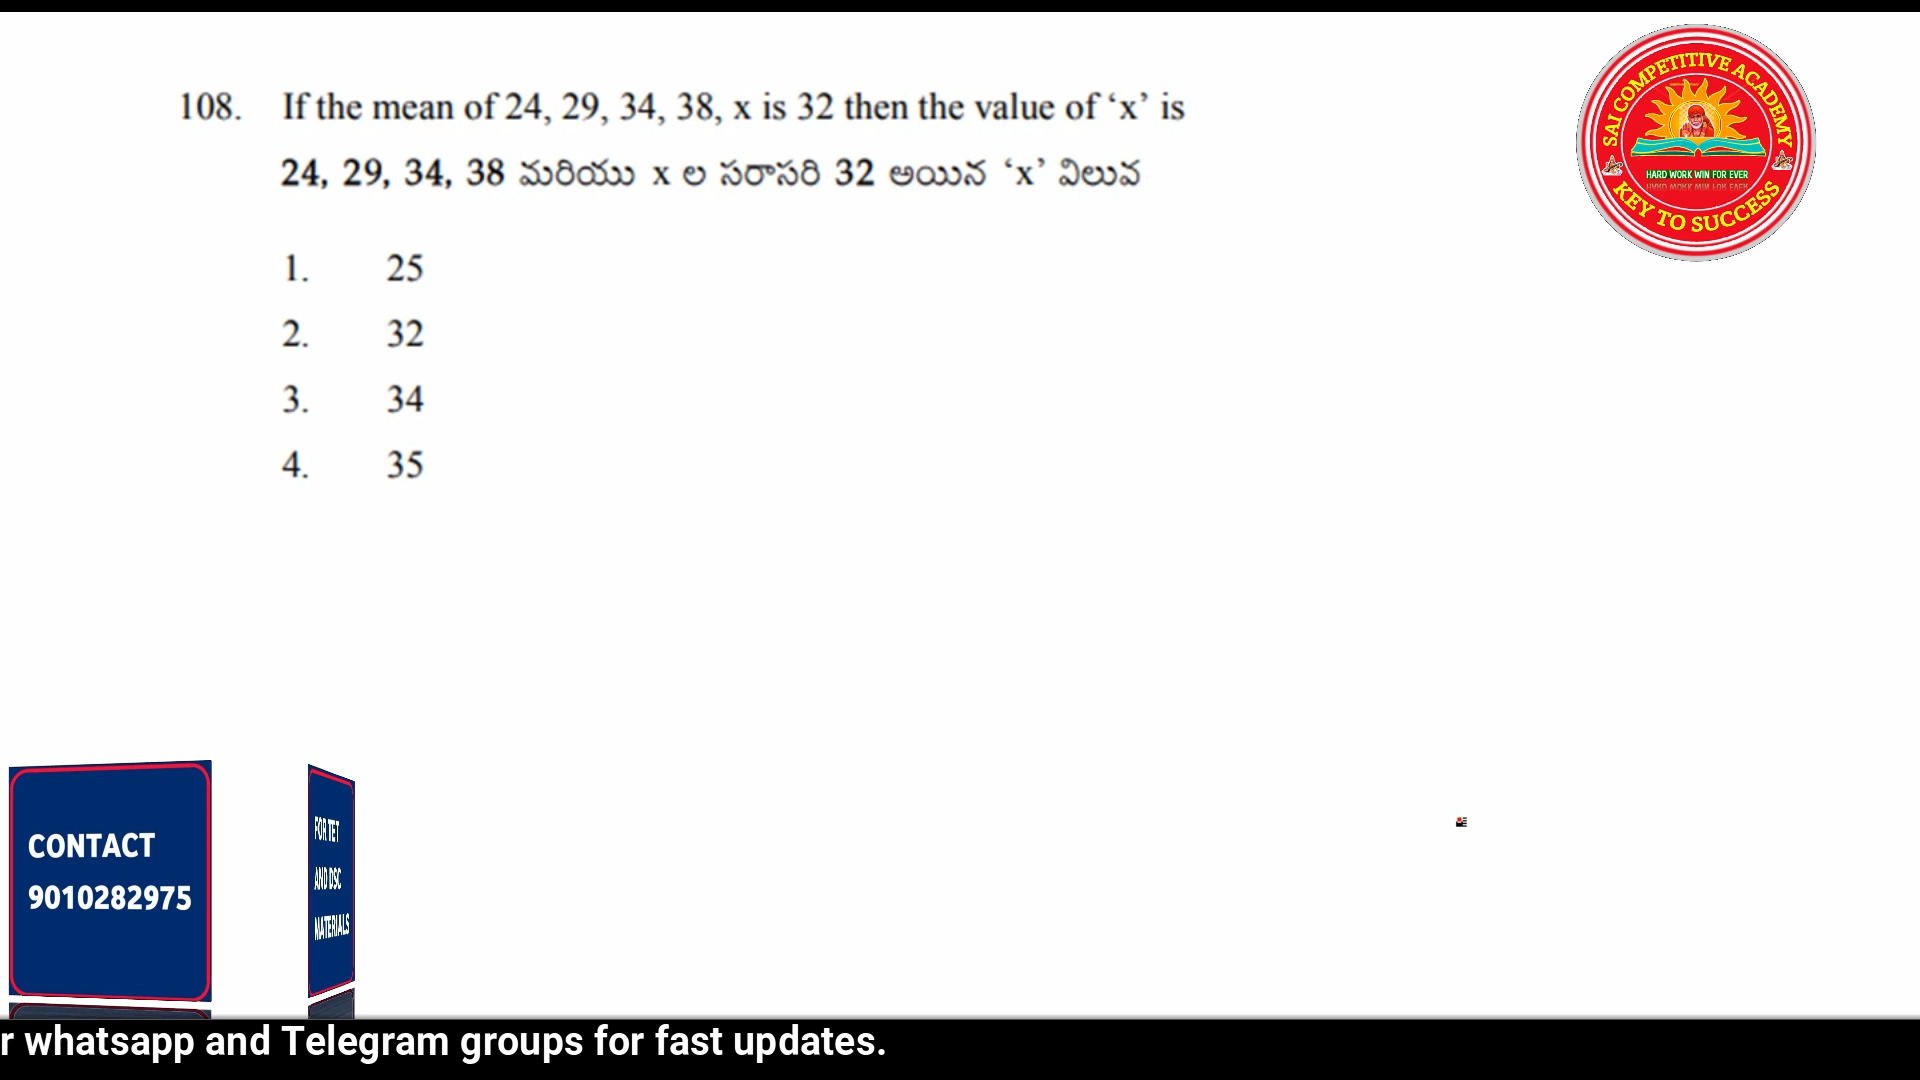 SAI COMPETITIVE ACADEMY
HARD WORK WIN FOR EVER
KEY TO SUCCESS
108. If the mean of 24, 29, 34, 38, x is 32 then the value of ‘x’ is
24, 29, 34, 38 మరియు x ల సరాసరి 32 అయిన ‘x’ విలువ
1. 25
2. 32
3. 34
4. 35
CONTACT
9010282975
FOR TET
AND DSC
MATERIALS
r whatsapp and Telegram groups for fast updates.